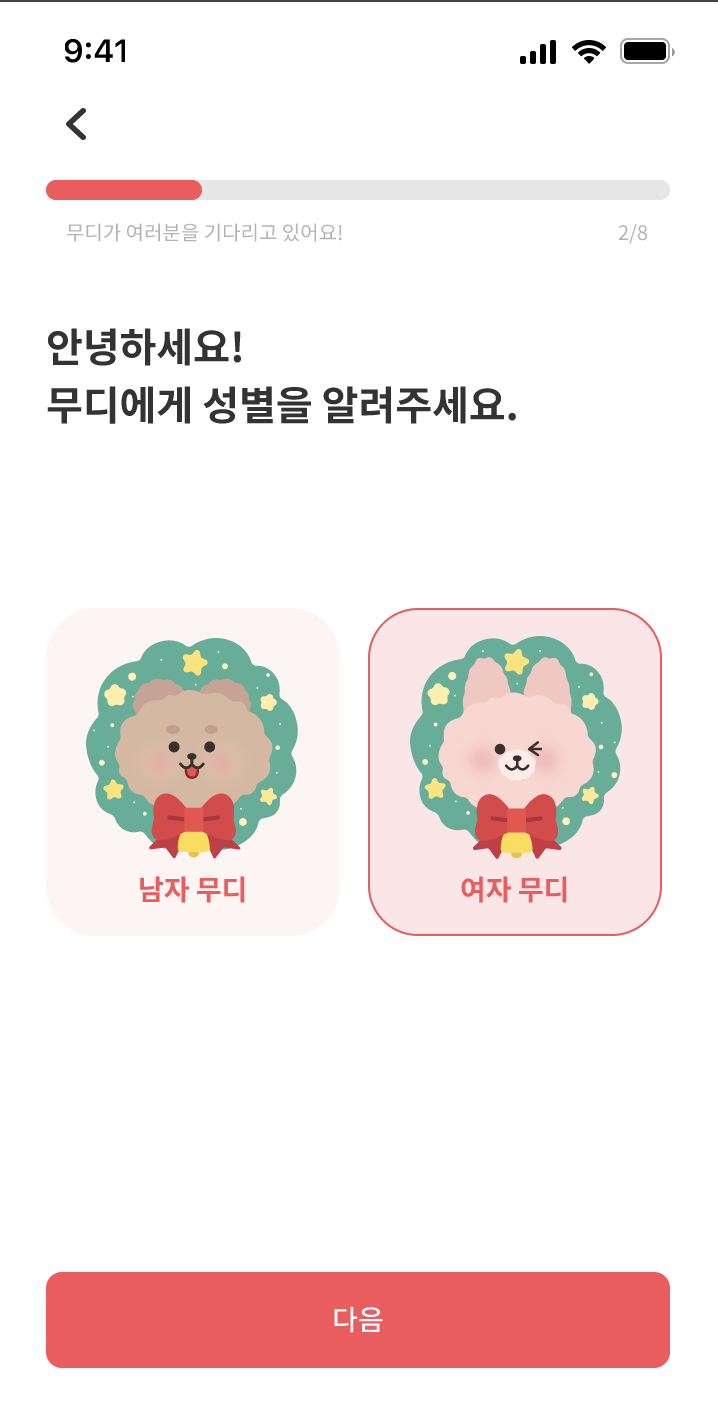 9:41
무디가 여러분을 기다리고 있어요!
2/8
안녕하세요!
무디에게 성별을 알려주세요.
남자 무디
여자 무디
다음